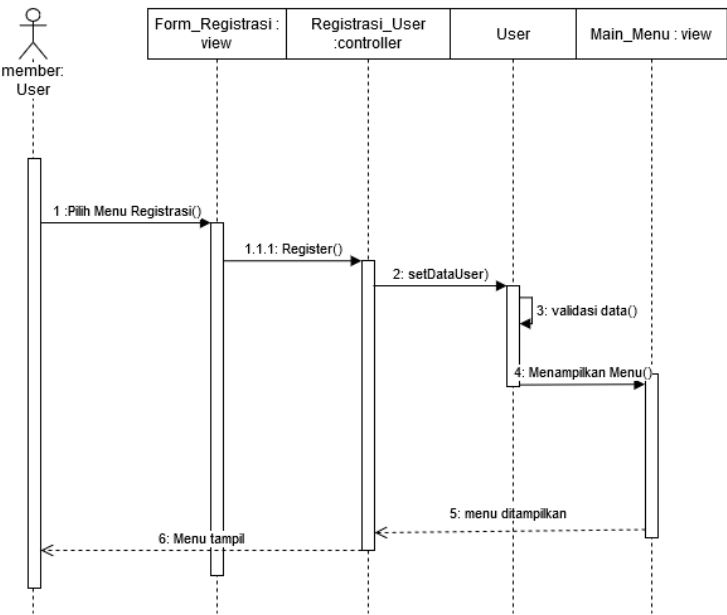 member:
User
Form_Registrasi :
view
Registrasi_User
:controller
User
Main_Menu : view
1 :Pilih Menu Registrasi()
1.1.1: Register()
2: setDataUser)
3: validasi data()
4: Menampilkan Menu()
5: menu ditampilkan
6: Menu tampil